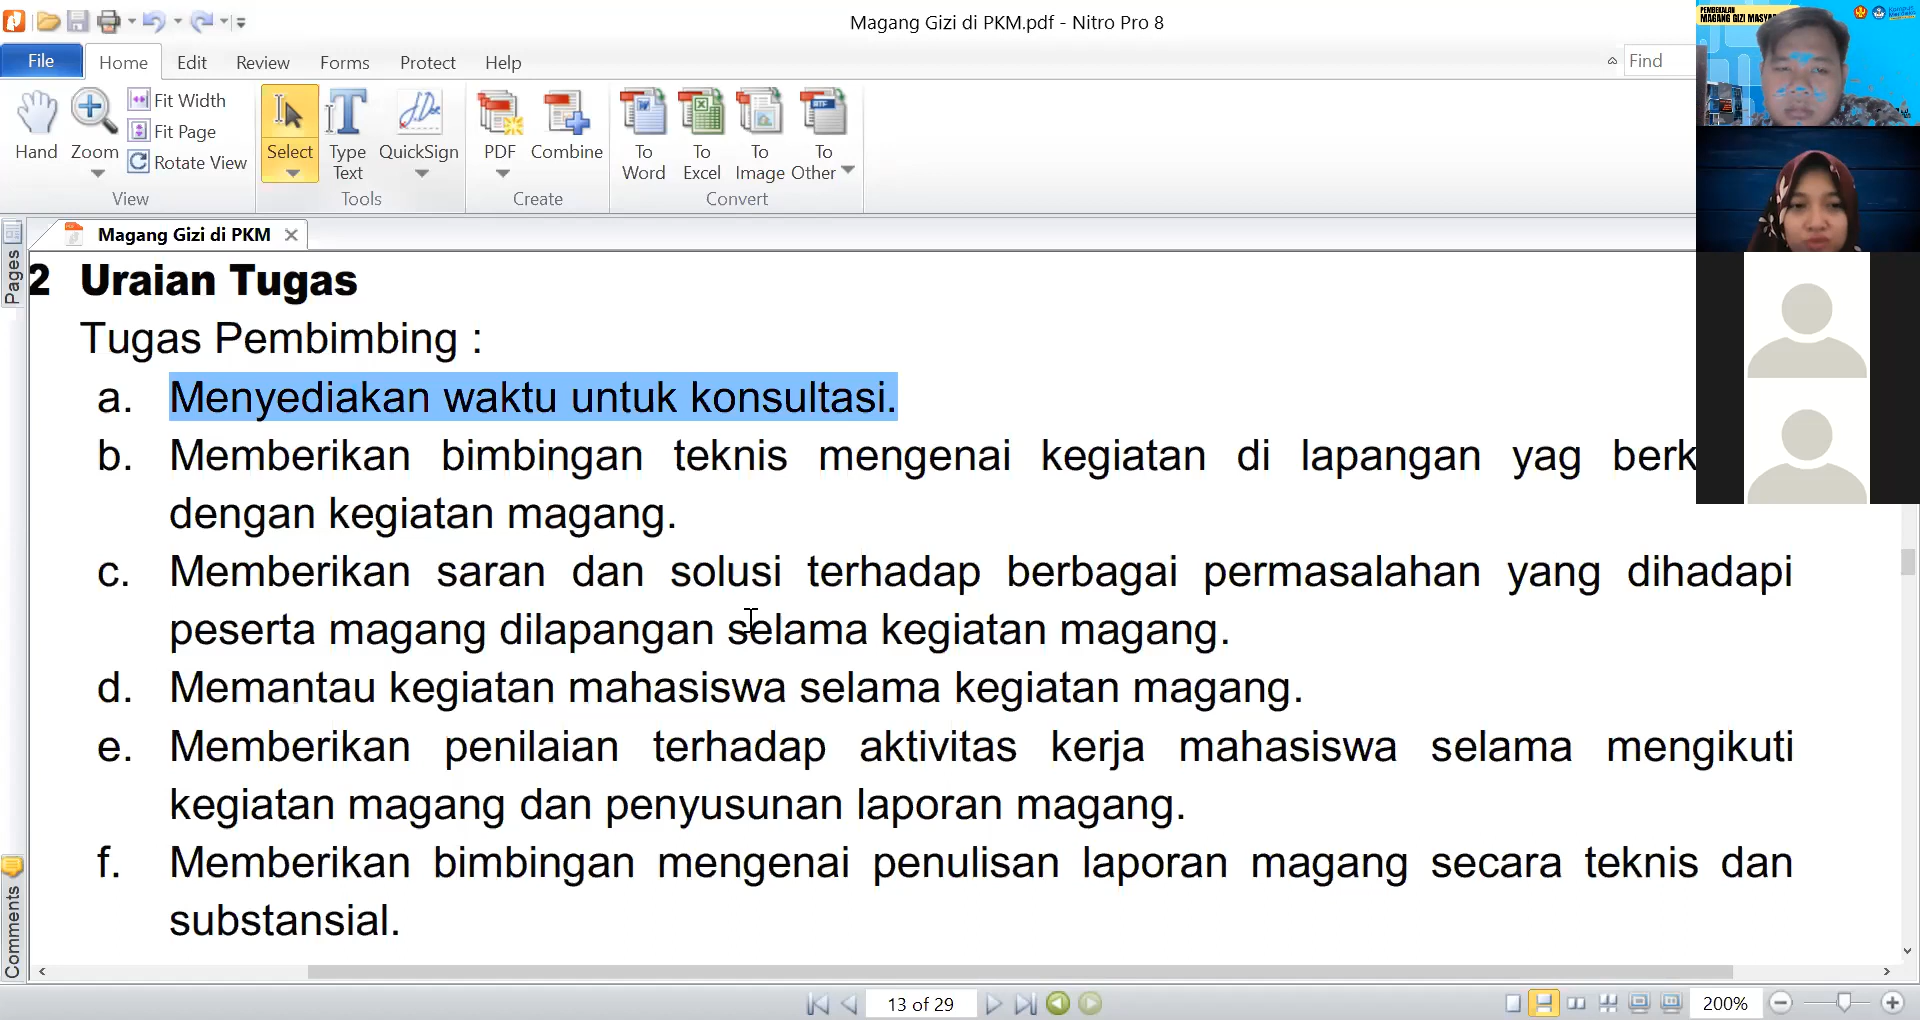 Magang Gizi di PKM.pdf - Nitro Pro 8
PEMBEKALAN
File Home Edit Review Forms Protect Help Find
Hand Zoom Fit Width Fit Page Rotate View Select Type Text QuickSign PDF Combine To Word To Excel To Image To Other
View Tools Create Convert
Magang Gizi di PKM
Pages
2 Uraian Tugas
Tugas Pembimbing :
a. Menyediakan waktu untuk konsultasi.
b. Memberikan bimbingan teknis mengenai kegiatan di lapangan yag berk
dengan kegiatan magang.
c. Memberikan saran dan solusi terhadap berbagai permasalahan yang dihadapi
peserta magang dilapangan selama kegiatan magang.
d. Memantau kegiatan mahasiswa selama kegiatan magang.
e. Memberikan penilaian terhadap aktivitas kerja mahasiswa selama mengikuti
kegiatan magang dan penyusunan laporan magang.
f. Memberikan bimbingan mengenai penulisan laporan magang secara teknis dan
substansial.
Comments
13 of 29
200%